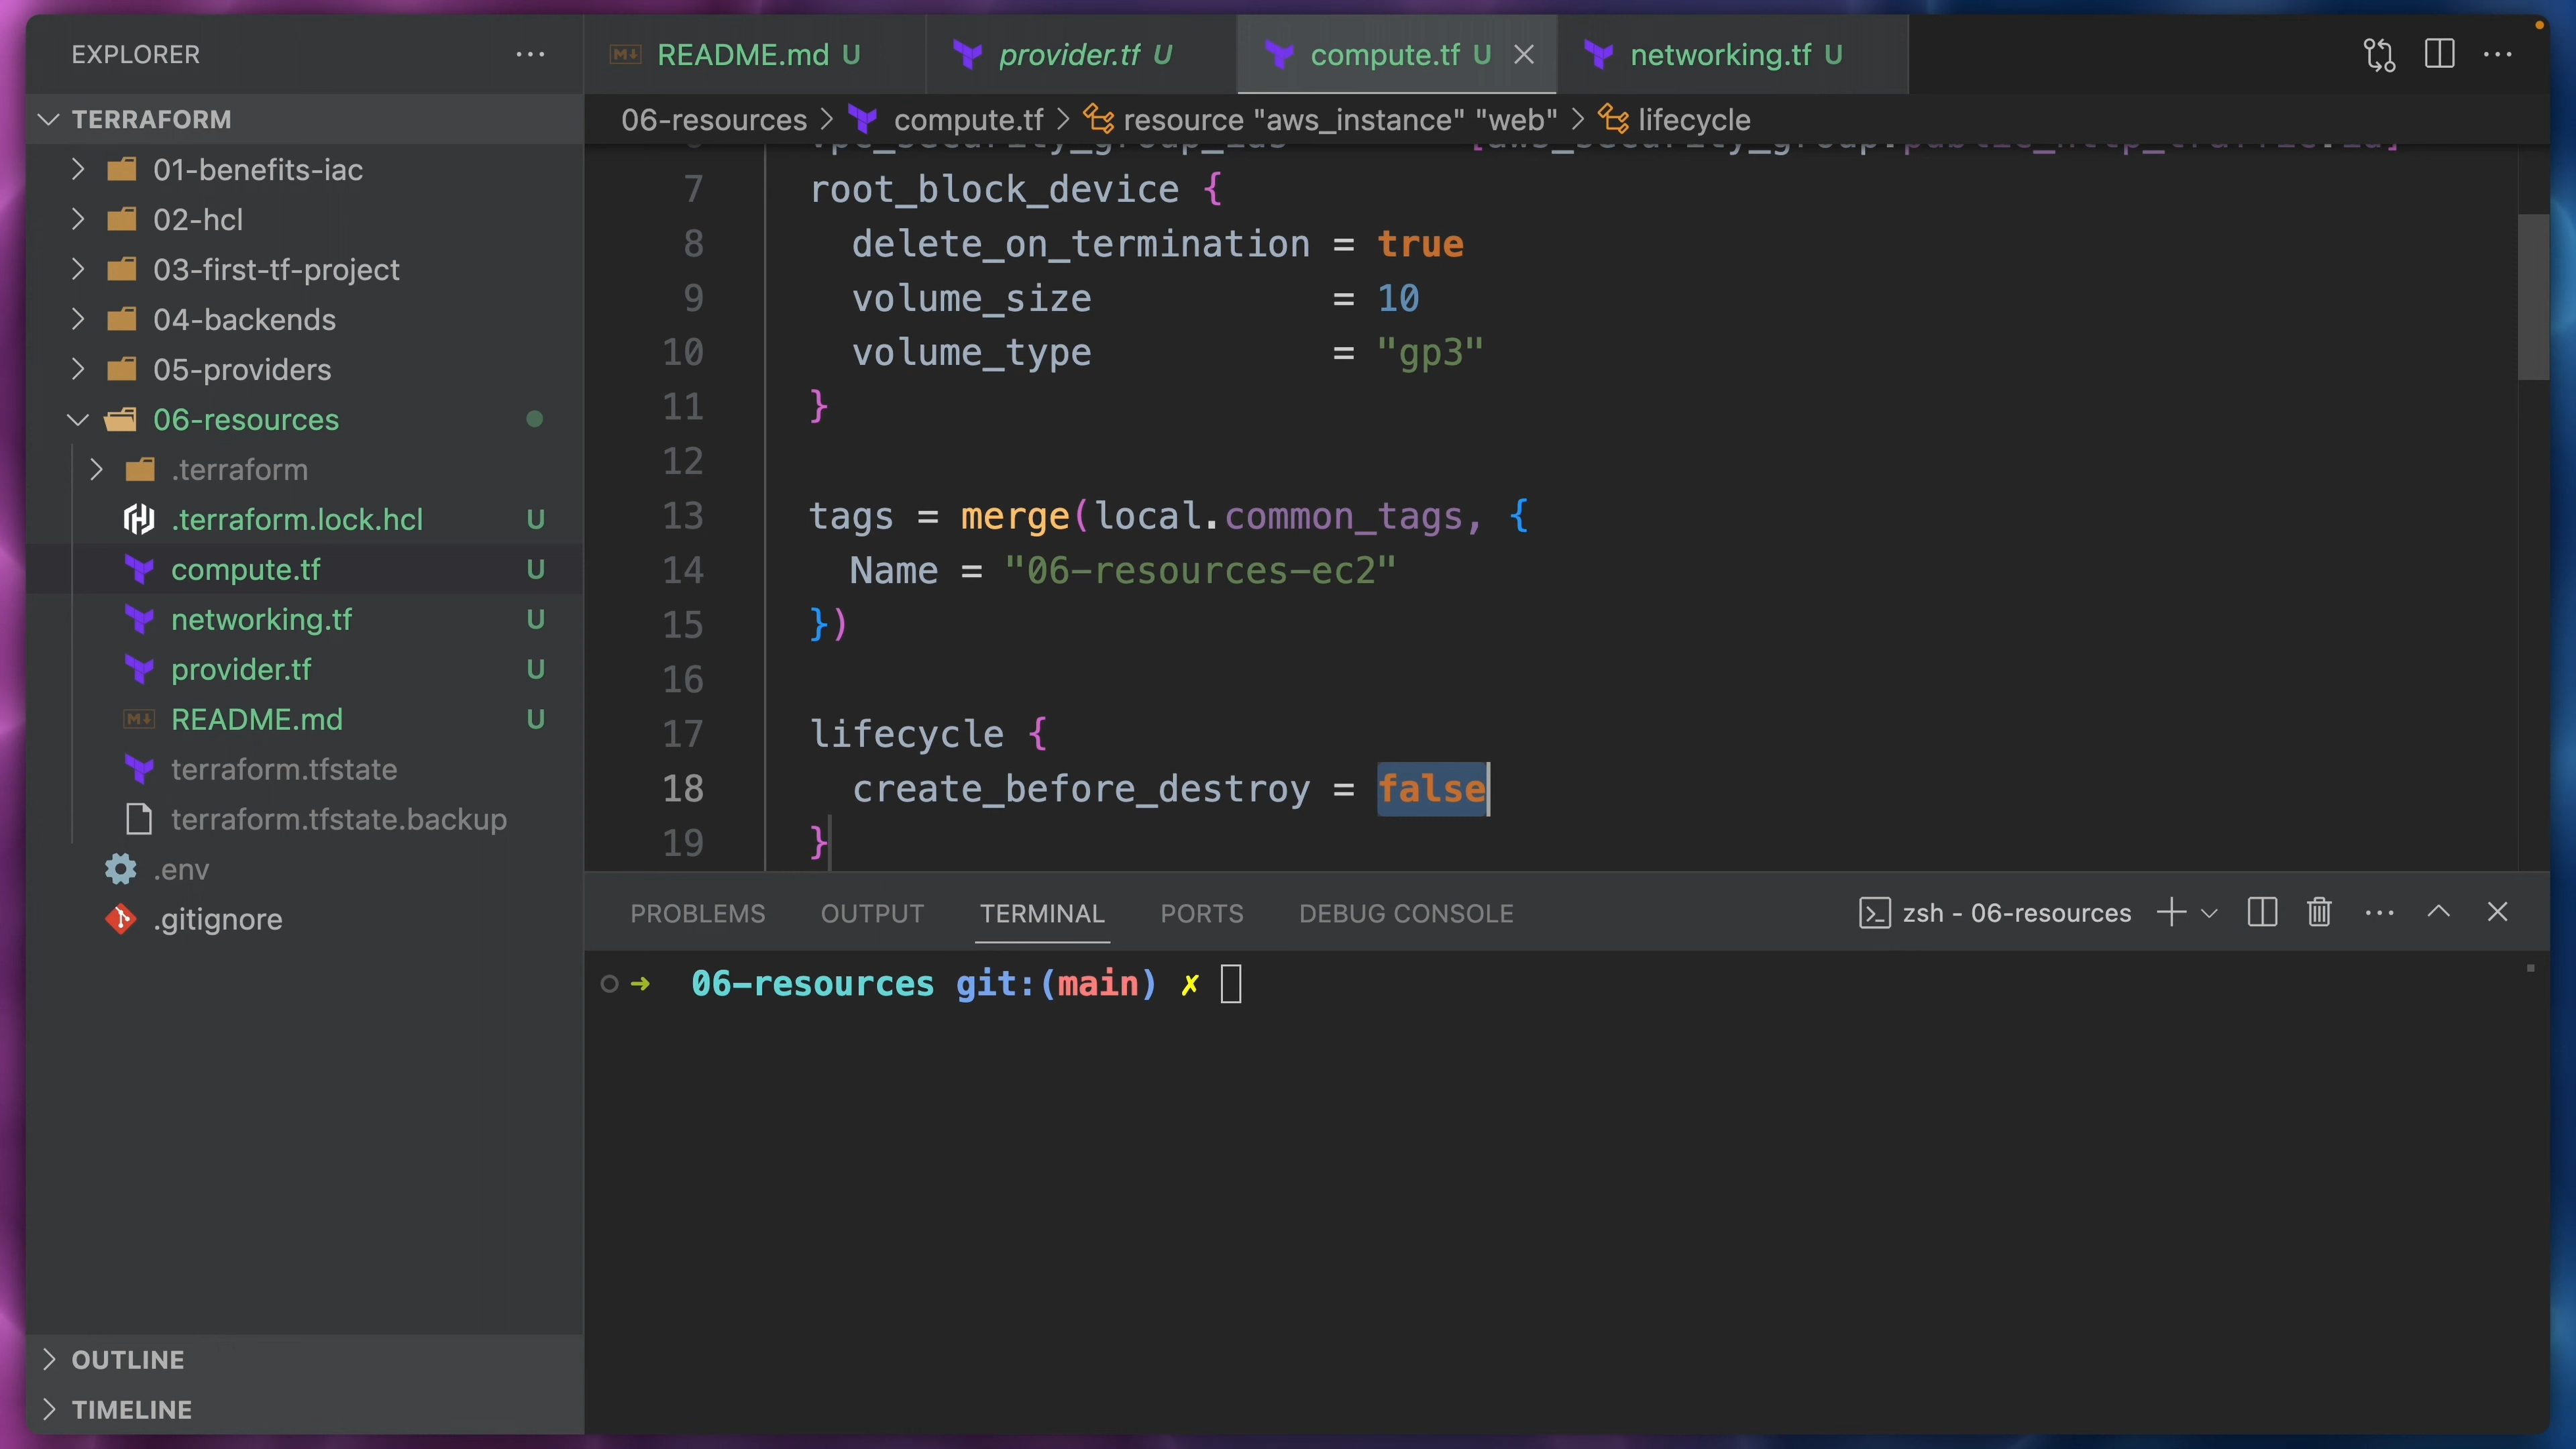 EXPLORER
README.md U
provider.tf U
compute.tf U
networking.tf U
TERRAFORM
01-benefits-iac
02-hcl
03-first-tf-project
04-backends
05-providers
06-resources
.terraform
.terraform.lock.hcl U
compute.tf U
networking.tf U
provider.tf U
README.md U
terraform.tfstate
terraform.tfstate.backup
.env
.gitignore
OUTLINE
TIMELINE
06-resources > compute.tf > resource "aws_instance" "web" > lifecycle
vpc_security_group_ids [aws_security_group.public_http_traffic.id]
7 root_block_device {
8 delete_on_termination = true
9 volume_size = 10
10 volume_type = "gp3"
11 }
12
13 tags = merge(local.common_tags, {
14 Name = "06-resources-ec2"
15 })
16
17 lifecycle {
18 create_before_destroy = false
19 }
PROBLEMS OUTPUT TERMINAL PORTS DEBUG CONSOLE
zsh - 06-resources
➜ 06-resources git:(main) ✗